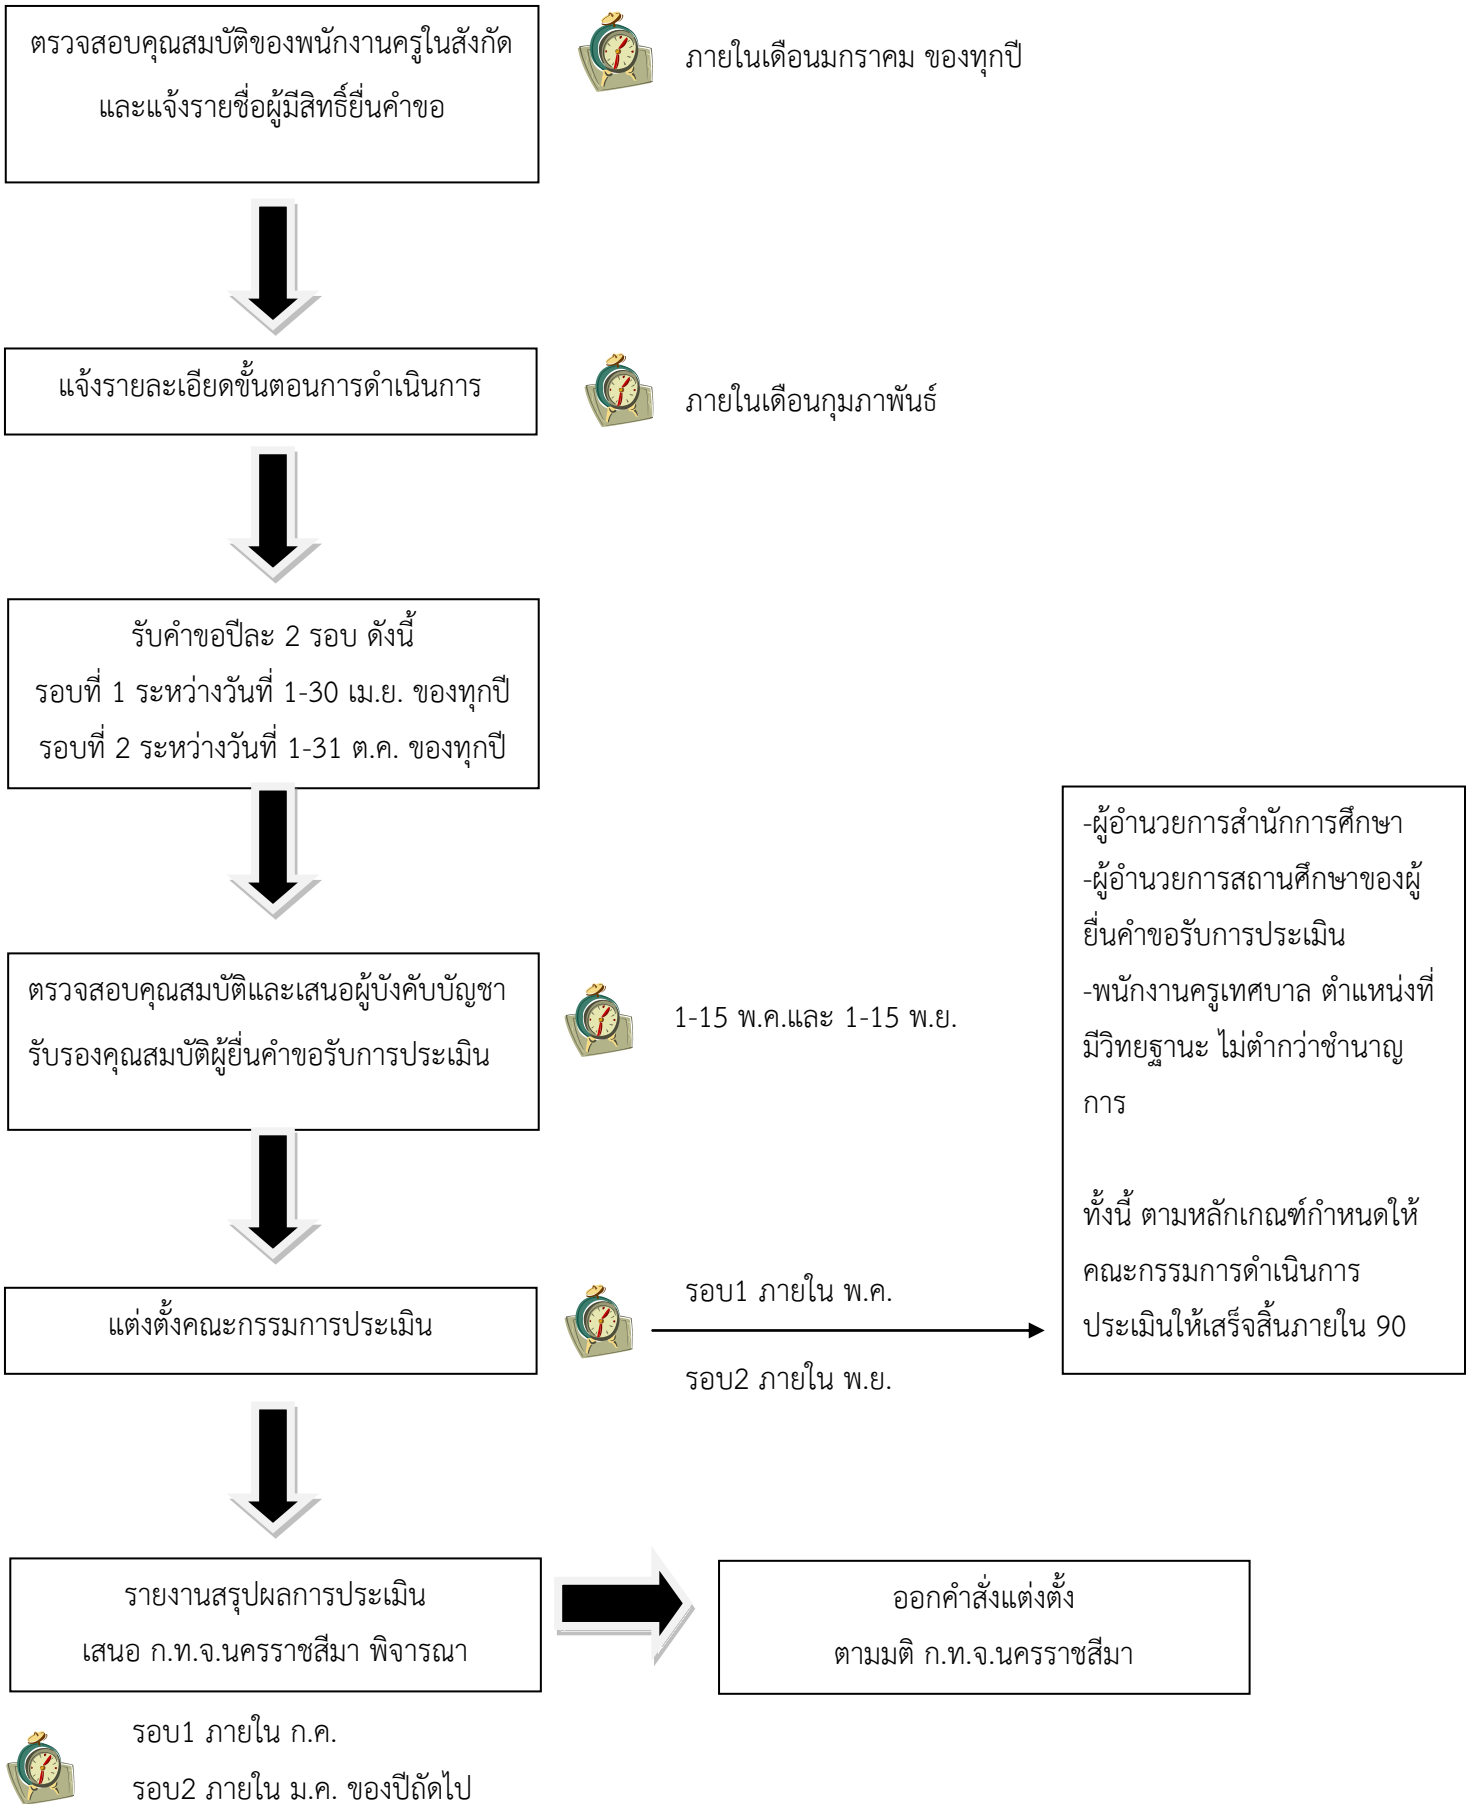 ตรวจสอบคุณสมบัติของพนักงานครูในสังกัด
และแจ้งรายชื่อผู้มีสิทธิ์ยื่นคำขอ
ภายในเดือนมกราคม ของทุกปี
แจ้งรายละเอียดขั้นตอนการดำเนินการ
ภายในเดือนกุมภาพันธ์
รับคำขอปีละ 2 รอบ ดังนี้
รอบที่ 1 ระหว่างวันที่ 1-30 เม.ย. ของทุกปี
รอบที่ 2 ระหว่างวันที่ 1-31 ต.ค. ของทุกปี
ตรวจสอบคุณสมบัติและเสนอผู้บังคับบัญชา
รับรองคุณสมบัติผู้ยื่นคำขอรับการประเมิน
1-15 พ.ค.และ 1-15 พ.ย.
แต่งตั้งคณะกรรมการประเมิน
รอบ1 ภายใน พ.ค.
รอบ2 ภายใน พ.ย.
-ผู้อำนวยการสำนักการศึกษา
-ผู้อำนวยการสถานศึกษาของผู้
ยื่นคำขอรับการประเมิน
-พนักงานครูเทศบาล ตำแหน่งที่
มีวิทยฐานะ ไม่ตำกว่าชำนาญ
การ
ทั้งนี้ ตามหลักเกณฑ์กำหนดให้
คณะกรรมการดำเนินการ
ประเมินให้เสร็จสิ้นภายใน 90
รายงานสรุปผลการประเมิน
เสนอ ก.ท.จ.นครราชสีมา พิจารณา
ออกคำสั่งแต่งตั้ง
ตามมติ ก.ท.จ.นครราชสีมา
รอบ1 ภายใน ก.ค.
รอบ2 ภายใน ม.ค. ของปีถัดไป